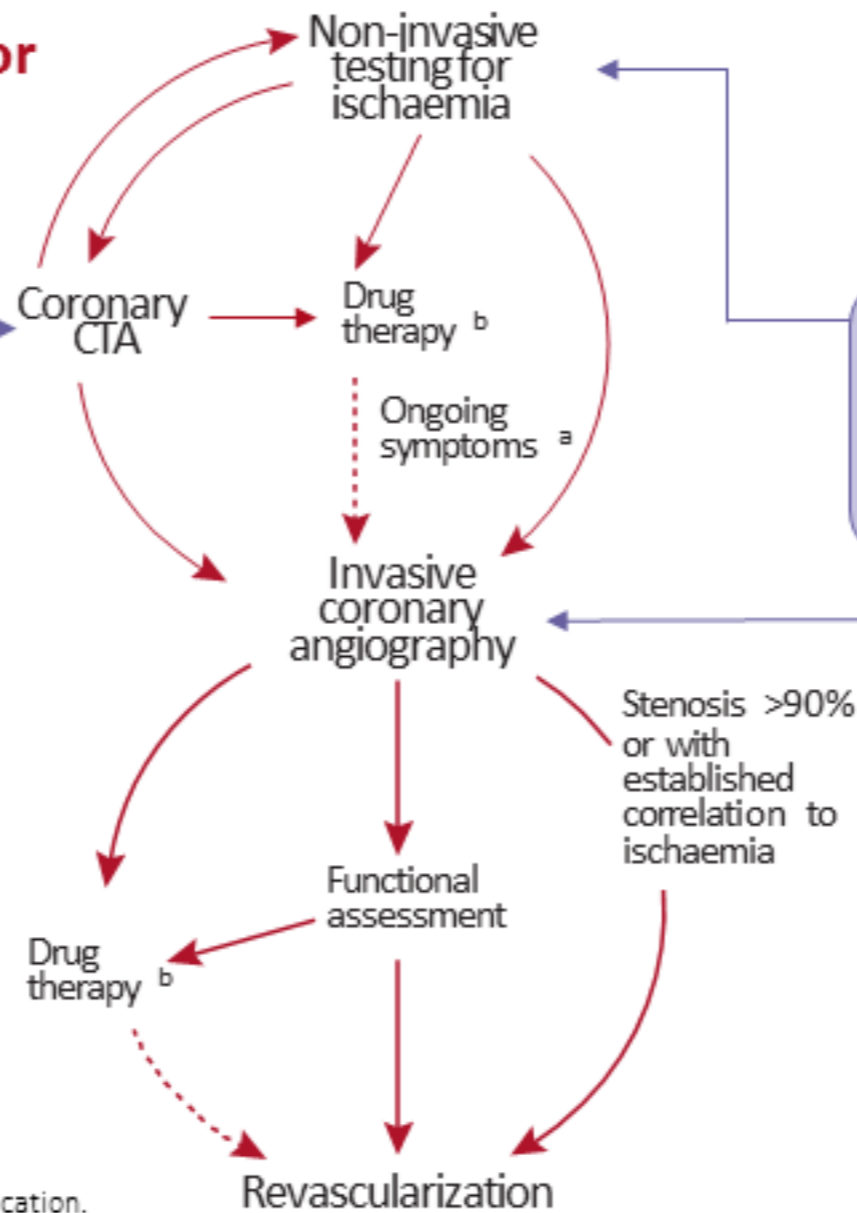 or
Non-invasive
testing for
ischaemia
Coronary
CTA
Drug
therapy b
Ongoing
symptoms a
Invasive
coronary
angiography
Stenosis >90%
or with
established
correlation to
ischaemia
Functional
assessment
Drug
therapy b
Revascularization
cation.